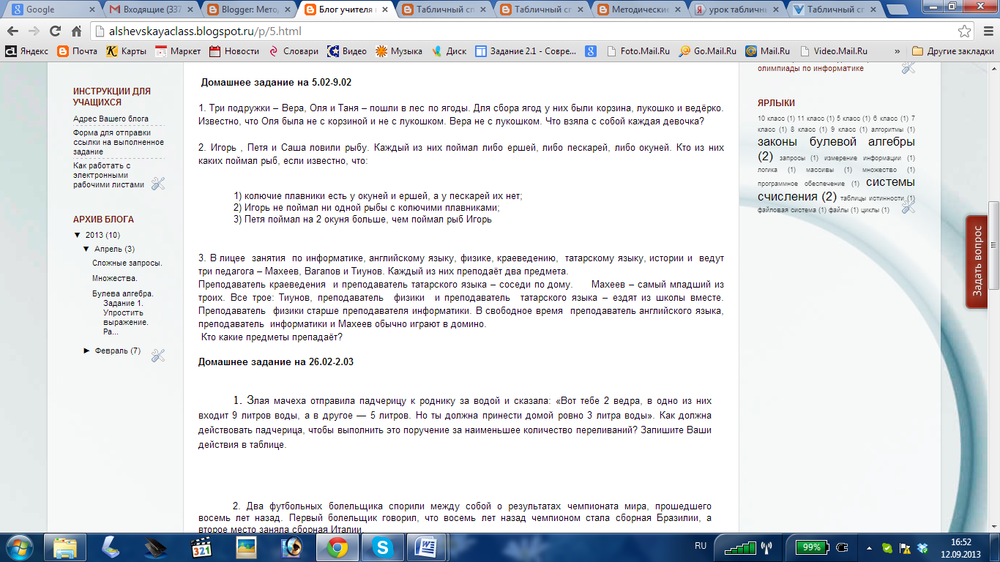 Google
Входящие (337
Blogger: Мето
Блог учителя
Табличный сп
Табличный сп
Методические
урок табличн
Табличный сп
alshevskayaclass.blogspot.ru/p/5.html
Яндекс Почта Карты Маркет Новости Словари Видео Музыка Диск Задание 2.1 - Совре... Foto.Mail.Ru Go.Mail.Ru Mail.Ru Video.Mail.Ru » Другие закладки
ИНСТРУКЦИИ ДЛЯ
УЧАЩИХСЯ
Адрес Вашего блога
Форма для отправки
ссылки на выполненное
задание
Как работать с
электронными
рабочими листами
АРХИВ БЛОГА
▼ 2013 (10)
▼ Апрель (3)
Сложные запросы.
Множества.
Булева алгебра.
Задание 1.
Упростить
выражение.
Ра...
► Февраль (7)
Домашнее задание на 5.02-9.02
1. Три подружки – Вера, Оля и Таня – пошли в лес по ягоды. Для сбора ягод у них были корзина, лукошко и ведёрко.
Известно, что Оля была не с корзиной и не с лукошком. Вера не с лукошком. Что взяла с собой каждая девочка?
2. Игорь , Петя и Саша ловили рыбу. Каждый из них поймал либо ершей, либо пескарей, либо окуней. Кто из них
каких поймал рыб, если известно, что:
1) колючие плавники есть у окуней и ершей, а у пескарей их нет;
2) Игорь не поймал ни одной рыбы с колючими плавниками;
3) Петя поймал на 2 окуня больше, чем поймал рыб Игорь
3. В лицее занятия по информатике, английскому языку, физике, краеведению, татарскому языку, истории и ведут
три педагога – Махеев, Вагапов и Тиунов. Каждый из них преподаёт два предмета.
Преподаватель краеведения и преподаватель татарского языка – соседи по дому. Махеев – самый младший из
троих. Все трое: Тиунов, преподаватель физики и преподаватель татарского языка – ездят из школы вместе.
Преподаватель физики старше преподавателя информатики. В свободное время преподаватель английского языка,
преподаватель информатики и Махеев обычно играют в домино.
Кто какие предметы препадаёт?
Домашнее задание на 26.02-2.03
1. Злая мачеха отправила падчерицу к роднику за водой и сказала: «Вот тебе 2 ведра, в одно из них
входит 9 литров воды, а в другое — 5 литров. Но ты должна принести домой ровно 3 литра воды». Как должна
действовать падчерица, чтобы выполнить это поручение за наименьшее количество переливаний? Запишите Ваши
действия в таблице.
2. Два футбольных болельщика спорили между собой о результатах чемпионата мира, прошедшего
восемь лет назад. Первый болельщик говорил, что восемь лет назад чемпионом стала сборная Бразилии, а
второе место заняла сборная Италии.
олимпиады по информатике
ЯРЛЫКИ
10 класс (1) 11 класс (1) 5 класс (1) 6 класс (1) 7
класс (1) 8 класс (1) 9 класс (1) алгоритмы (1)
законы булевой алгебры
(2) запросы (1) измерение информации (1)
логика (1) массивы (1) множество (1)
программное обеспечение (1) системы
счисления (2) таблицы истинности (1)
файловая система (1) файлы (1) циклы (1)
Задать вопрос
321
RU
99%
16:52
12.09.2013